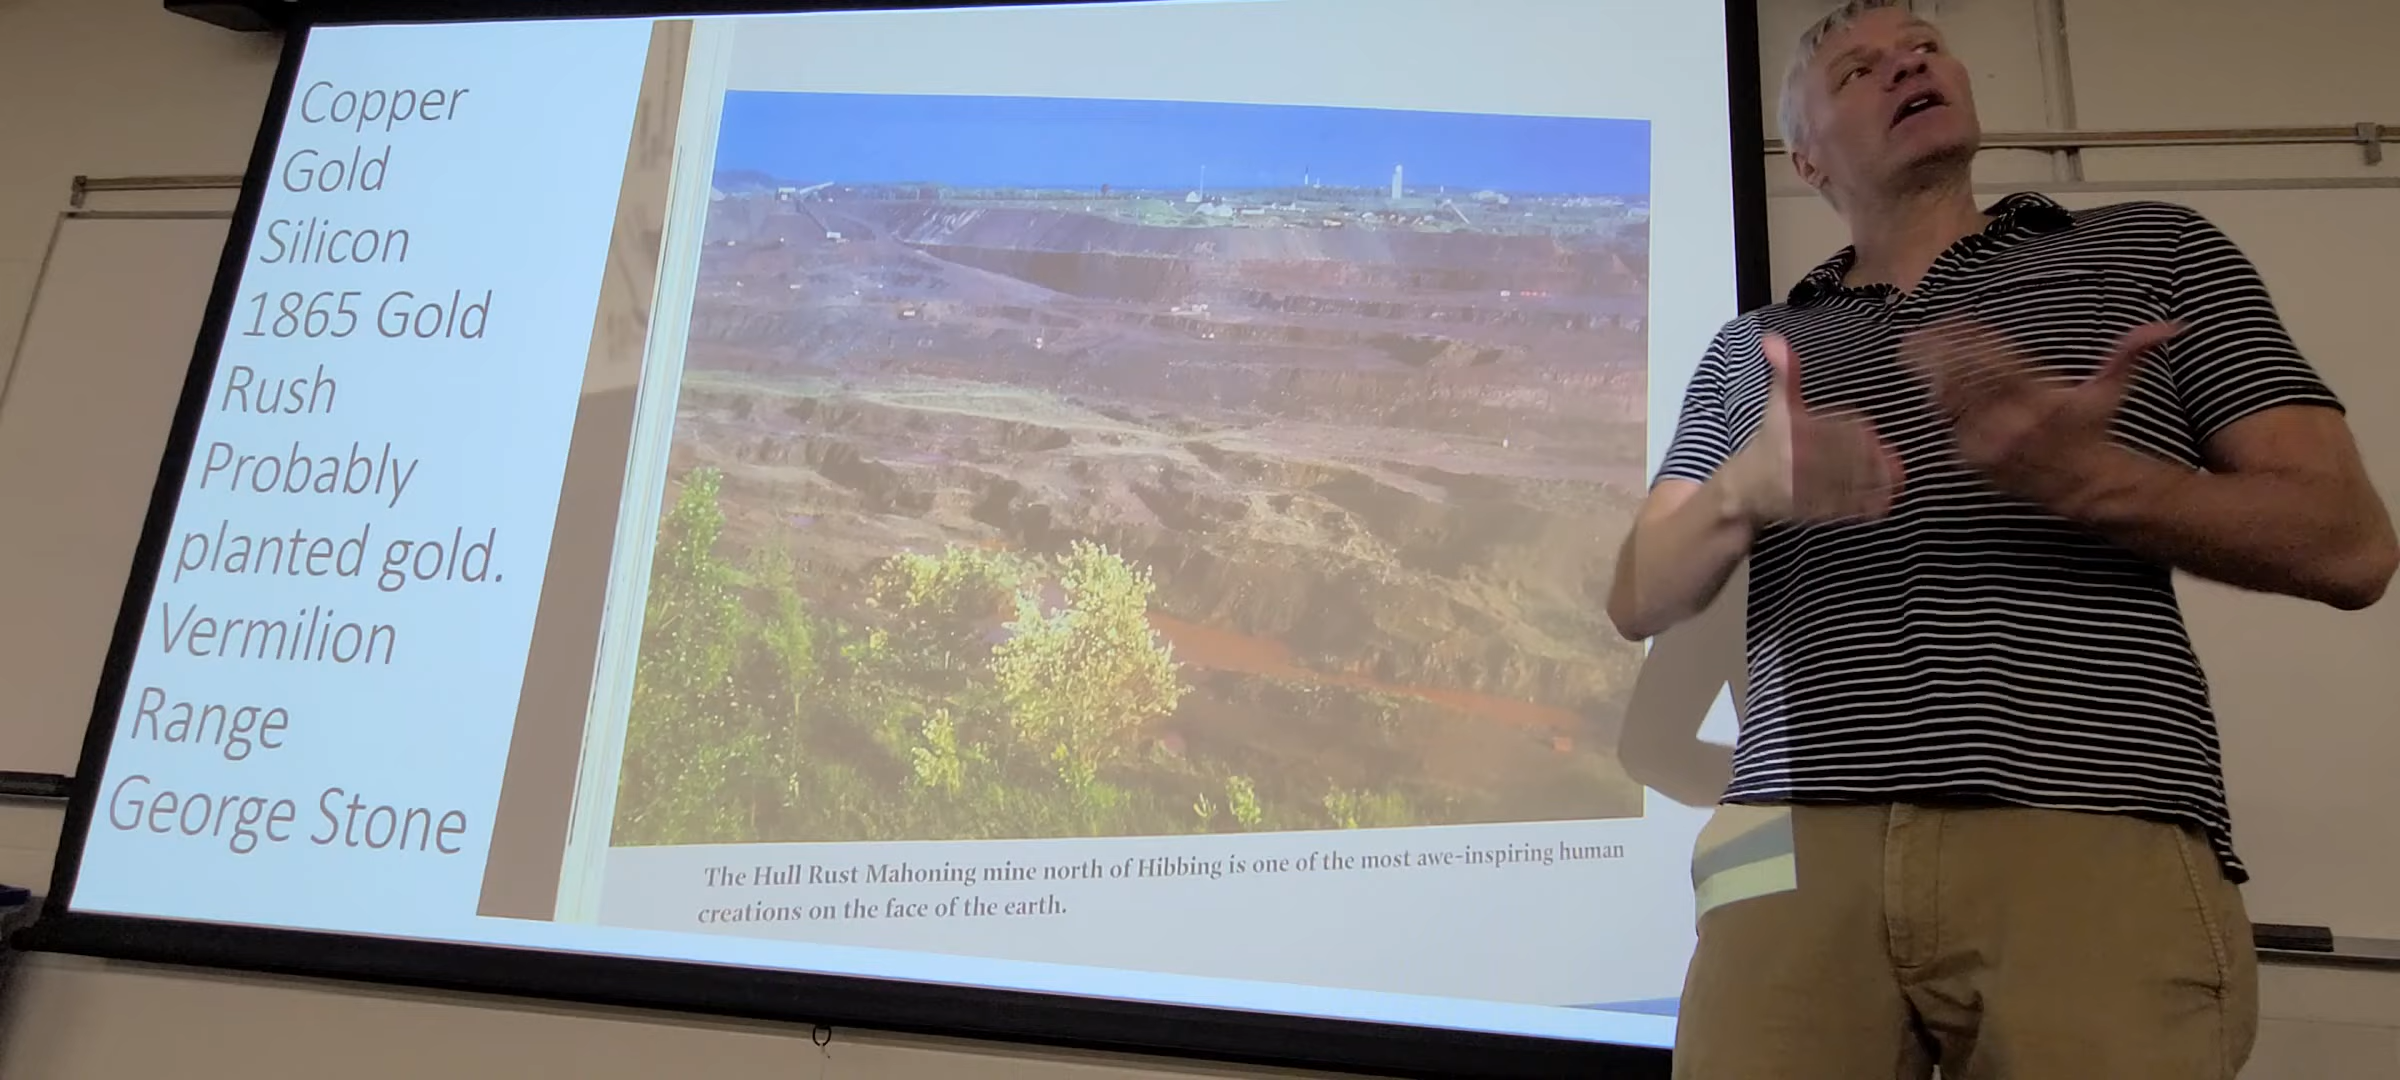 Copper
Gold
Silicon
1865 Gold
Rush
Probably
planted gold.
Vermilion
Range
George Stone
The Hull Rust Mahoning mine north of Hibbing is one of the most awe-inspiring human
creations on the face of the earth.